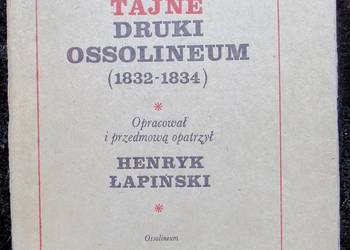 TAJNE
DRUKI
OSSOLINEUM
(1832-1834)
*
Opracował
i przedmową opatrzył
HENRYK
ŁAPIŃSKI
*
Ossolineum